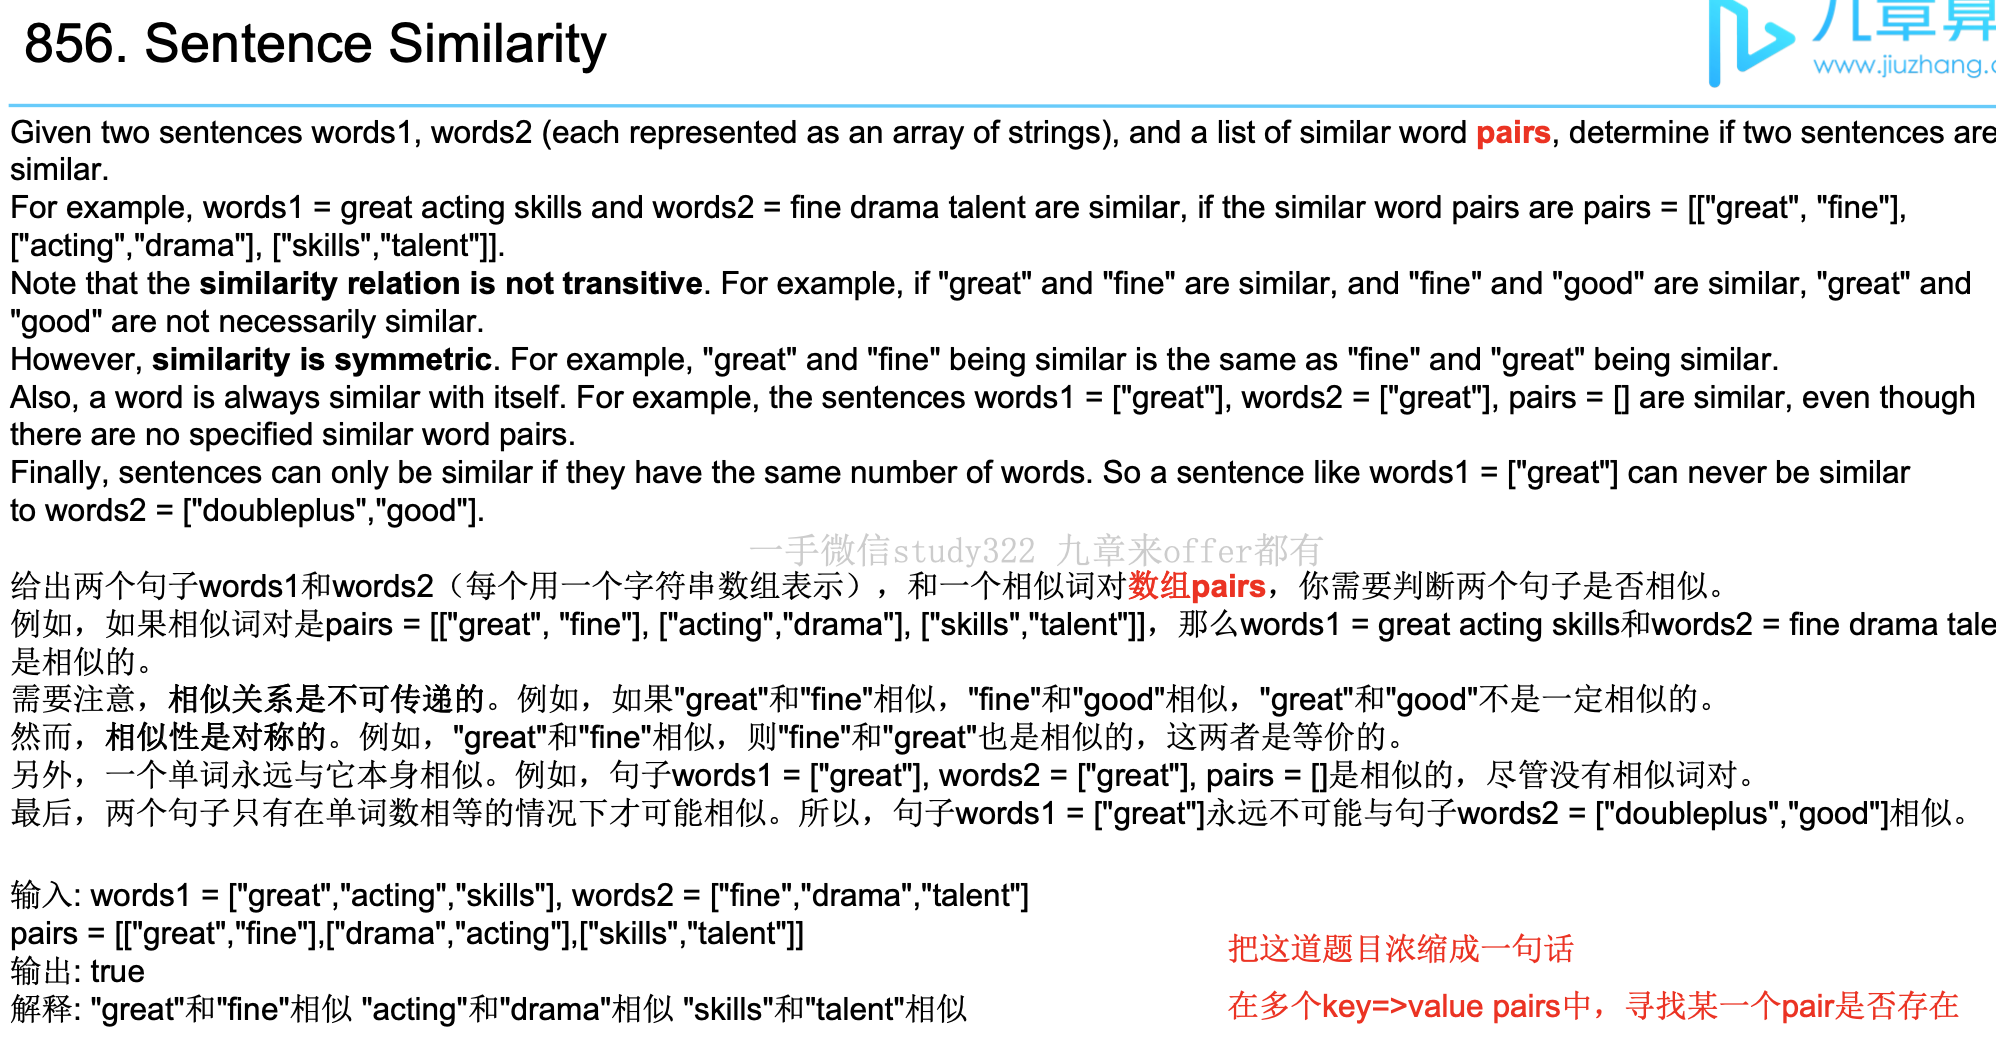 856. Sentence Similarity
九章算
www.jiuzhang.
Given two sentences words1, words2 (each represented as an array of strings), and a list of similar word pairs, determine if two sentences are
similar.
For example, words1 = great acting skills and words2 = fine drama talent are similar, if the similar word pairs are pairs = [["great", "fine"],
["acting","drama"], ["skills","talent"]].
Note that the similarity relation is not transitive. For example, if "great" and "fine" are similar, and "fine" and "good" are similar, "great" and
"good" are not necessarily similar.
However, similarity is symmetric. For example, "great" and "fine" being similar is the same as "fine" and "great" being similar.
Also, a word is always similar with itself. For example, the sentences words1 = ["great"], words2 = ["great"], pairs = [] are similar, even though
there are no specified similar word pairs.
Finally, sentences can only be similar if they have the same number of words. So a sentence like words1 = ["great"] can never be similar
to words2 = ["doubleplus","good"].
一手微信study322 九章来offer都有
给出两个句子words1和words2（每个用一个字符串数组表示），和一个相似词对数组pairs，你需要判断两个句子是否相似。
例如，如果相似词对是pairs = [["great", "fine"], ["acting","drama"], ["skills","talent"]]，那么words1 = great acting skills和words2 = fine drama tale
是相似的。
需要注意，相似关系是不可传递的。例如，如果"great"和"fine"相似，"fine"和"good"相似，"great"和"good"不是一定相似的。
然而，相似性是对称的。例如，"great"和"fine"相似，则"fine"和"great"也是相似的，这两者是等价的。
另外，一个单词永远与它本身相似。例如，句子words1 = ["great"], words2 = ["great"], pairs = []是相似的，尽管没有相似词对。
最后，两个句子只有在单词数相等的情况下才可能相似。所以，句子words1 = ["great"]永远不可能与句子words2 = ["doubleplus","good"]相似。
输入: words1 = ["great","acting","skills"], words2 = ["fine","drama","talent"]
pairs = [["great","fine"],["drama","acting"],["skills","talent"]]
输出: true
解释: "great"和"fine"相似 "acting"和"drama"相似 "skills"和"talent"相似
把这道题目浓缩成一句话
在多个key=>value pairs中，寻找某一个pair是否存在